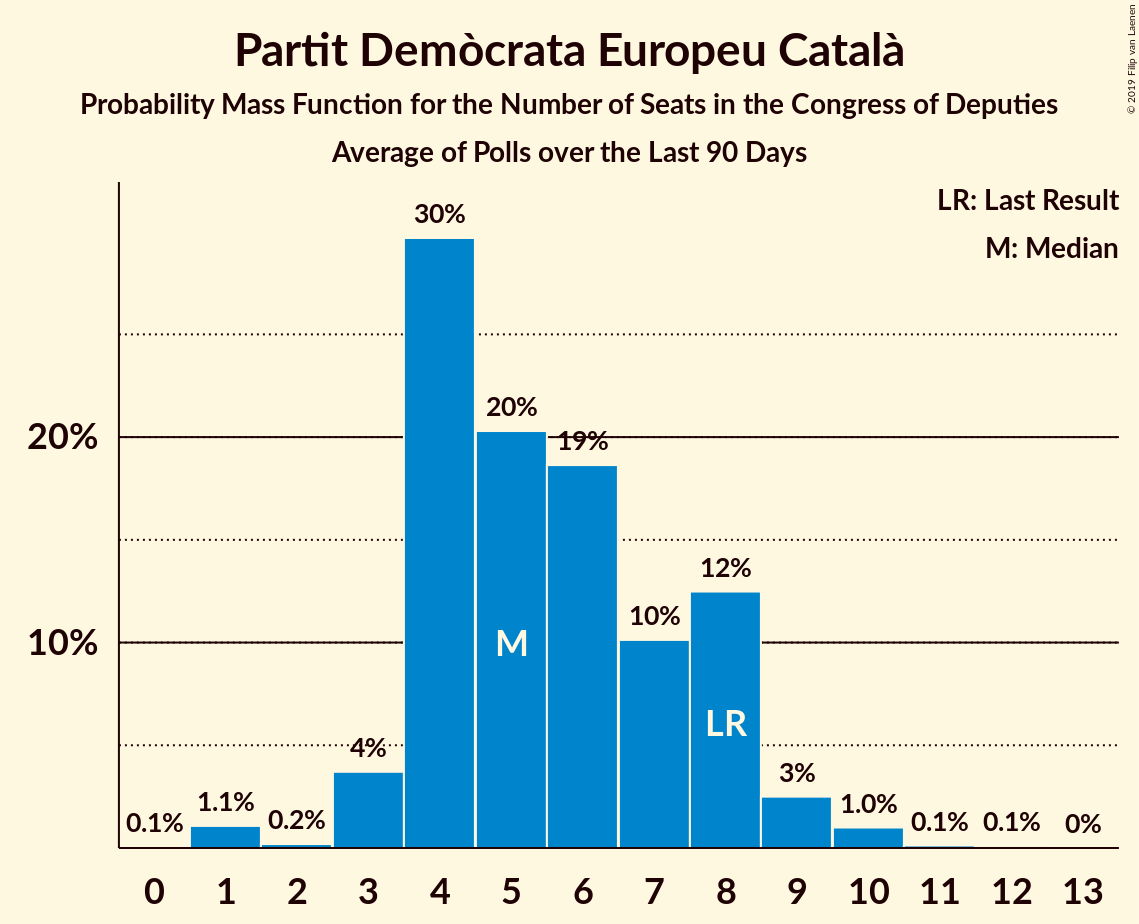 Partit Demòcrata Europeu Català
Probability Mass Function for the Number of Seats in the Congress of Deputies
Average of Polls over the Last 90 Days
© 2019 Filip van Laenen
LR: Last Result
M: Median
30%
20%
20%
19%
12%
10%
10%
M
LR
4%
3%
0.1%
1.1%
0.2%
1.0%
0.1%
0.1%
0%
0 1 2 3 4 5 6 7 8 9 10 11 12 13